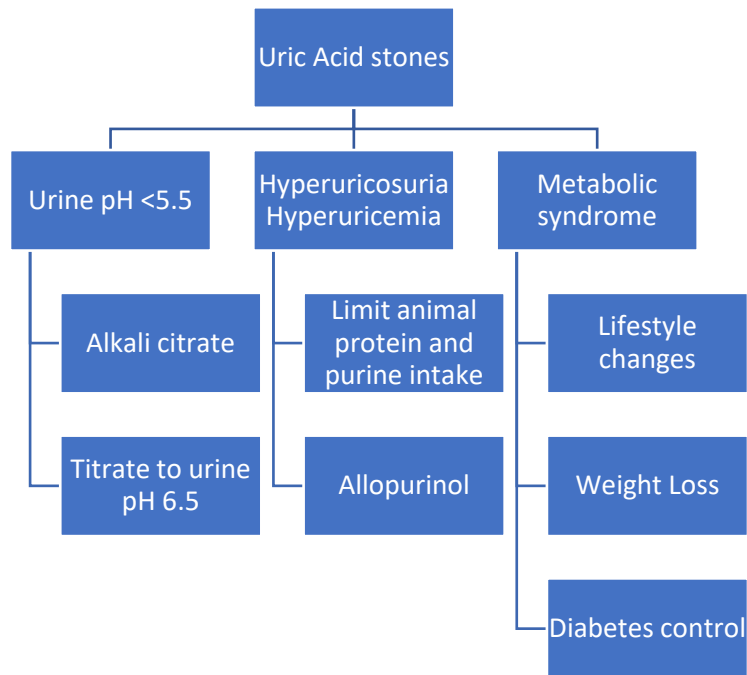 Uric Acid stones
Urine pH <5.5
Hyperuricosuria
Hyperuricemia
Metabolic
syndrome
Alkali citrate
Limit animal
protein and
purine intake
Lifestyle
changes
Titrate to urine
pH 6.5
Allopurinol
Weight Loss
Diabetes control